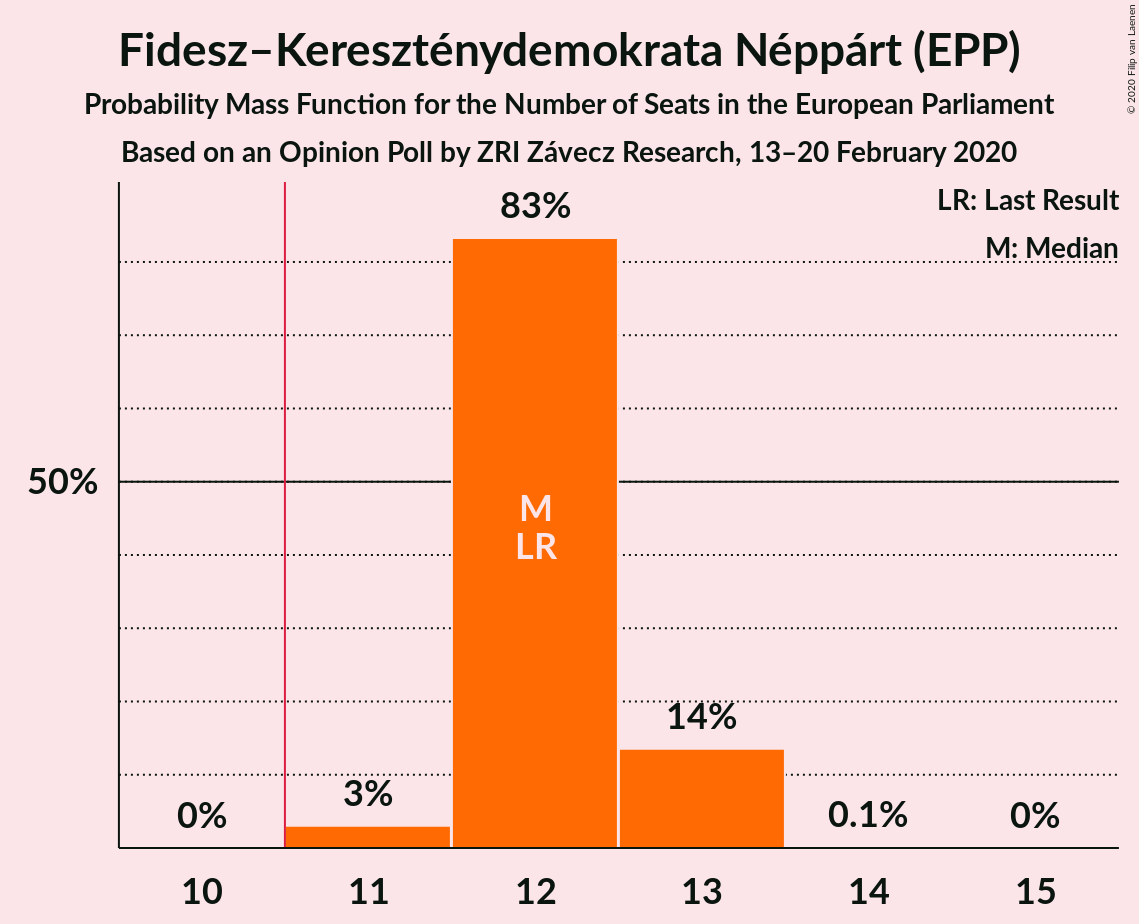 Fidesz–Kereszténydemokrata Néppárt (EPP)
Probability Mass Function for the Number of Seats in the European Parliament
Based on an Opinion Poll by ZRI Závecz Research, 13–20 February 2020
© 2020 Filip van Laenen
LR: Last Result
M: Median
83%
50%
M
LR
14%
3%
0%
0.1%
0%
10 11 12 13 14 15